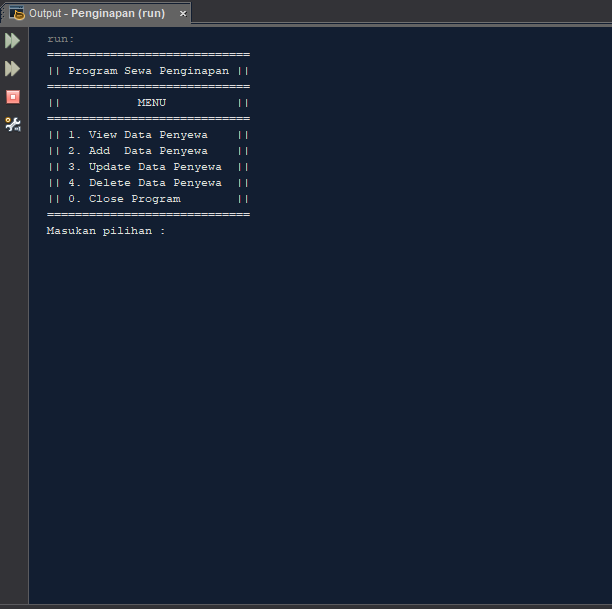 Output - Penginapan (run) ×
run:
=============================
|| Program Sewa Penginapan ||
=============================
||           MENU          ||
=============================
|| 1. View Data Penyewa    ||
|| 2. Add  Data Penyewa    ||
|| 3. Update Data Penyewa  ||
|| 4. Delete Data Penyewa  ||
|| 0. Close Program        ||
=============================
Masukan pilihan :